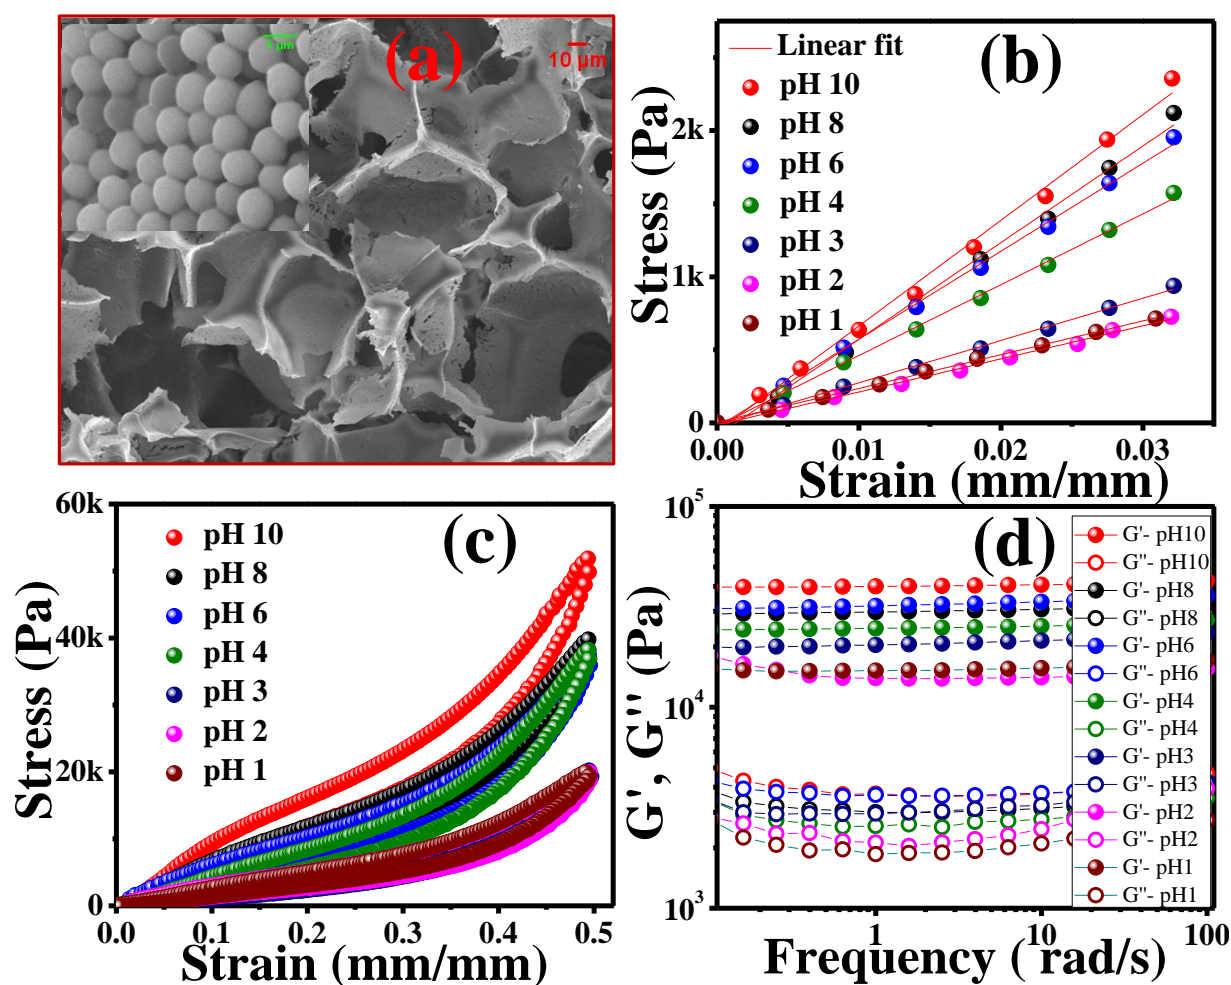 (a)
10 μm
(b)
Linear fit
pH 10
pH 8
pH 6
pH 4
pH 3
pH 2
pH 1
2k
1k
0
Stress (Pa)
0.00 0.01 0.02 0.03
Strain (mm/mm)
(c)
pH 10
pH 8
pH 6
pH 4
pH 3
pH 2
pH 1
60k
40k
20k
0
Stress (Pa)
0.0 0.1 0.2 0.3 0.4 0.5
Strain (mm/mm)
(d)
G'- pH10
G''- pH10
G'- pH8
G''- pH8
G'- pH6
G''- pH6
G'- pH4
G''- pH4
G'- pH3
G''- pH3
G'- pH2
G''- pH2
G'- pH1
G''- pH1
10⁵
10⁴
10³
G', G'' (Pa)
1 10 100
Frequency ( rad/s)